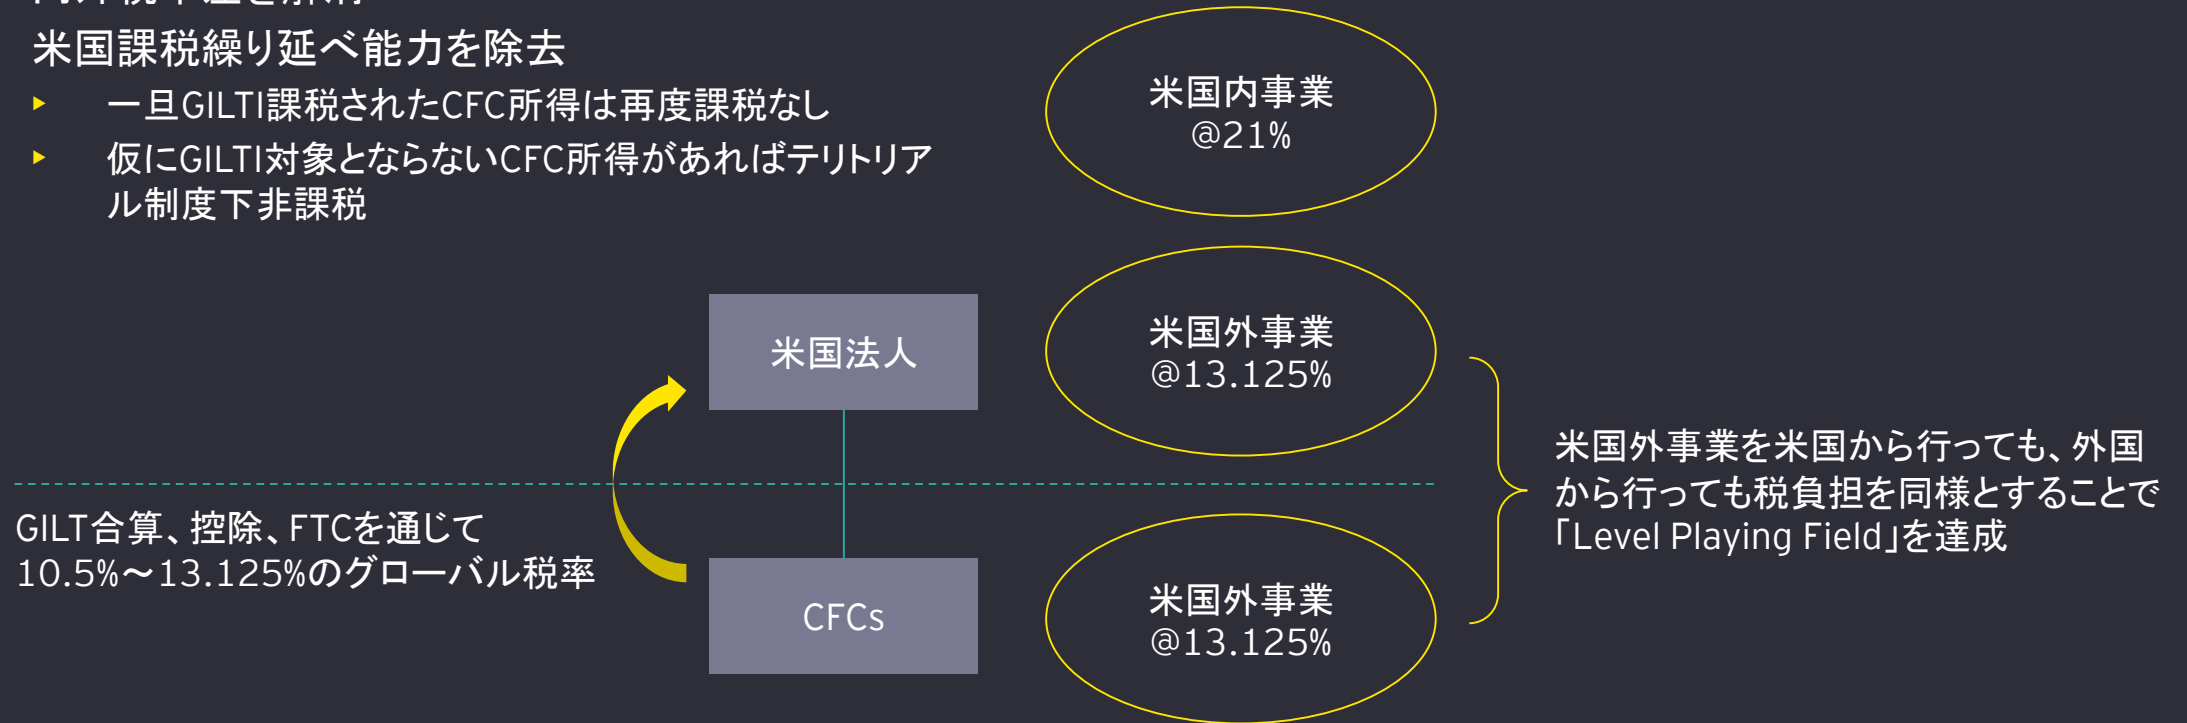 米国課税繰り延べ能力を除去
▶ 一旦GILTI課税されたCFC所得は再度課税なし
▶ 仮にGILTI対象とならないCFC所得があればテリトリア
ル制度下非課税
米国内事業
@21%
米国法人
米国外事業
@13.125%
GILT合算、控除、FTCを通じて
10.5%~13.125%のグローバル税率
CFCs
米国外事業
@13.125%
米国外事業を米国から行っても、外国
から行っても税負担を同様とすることで
「Level Playing Field」を達成